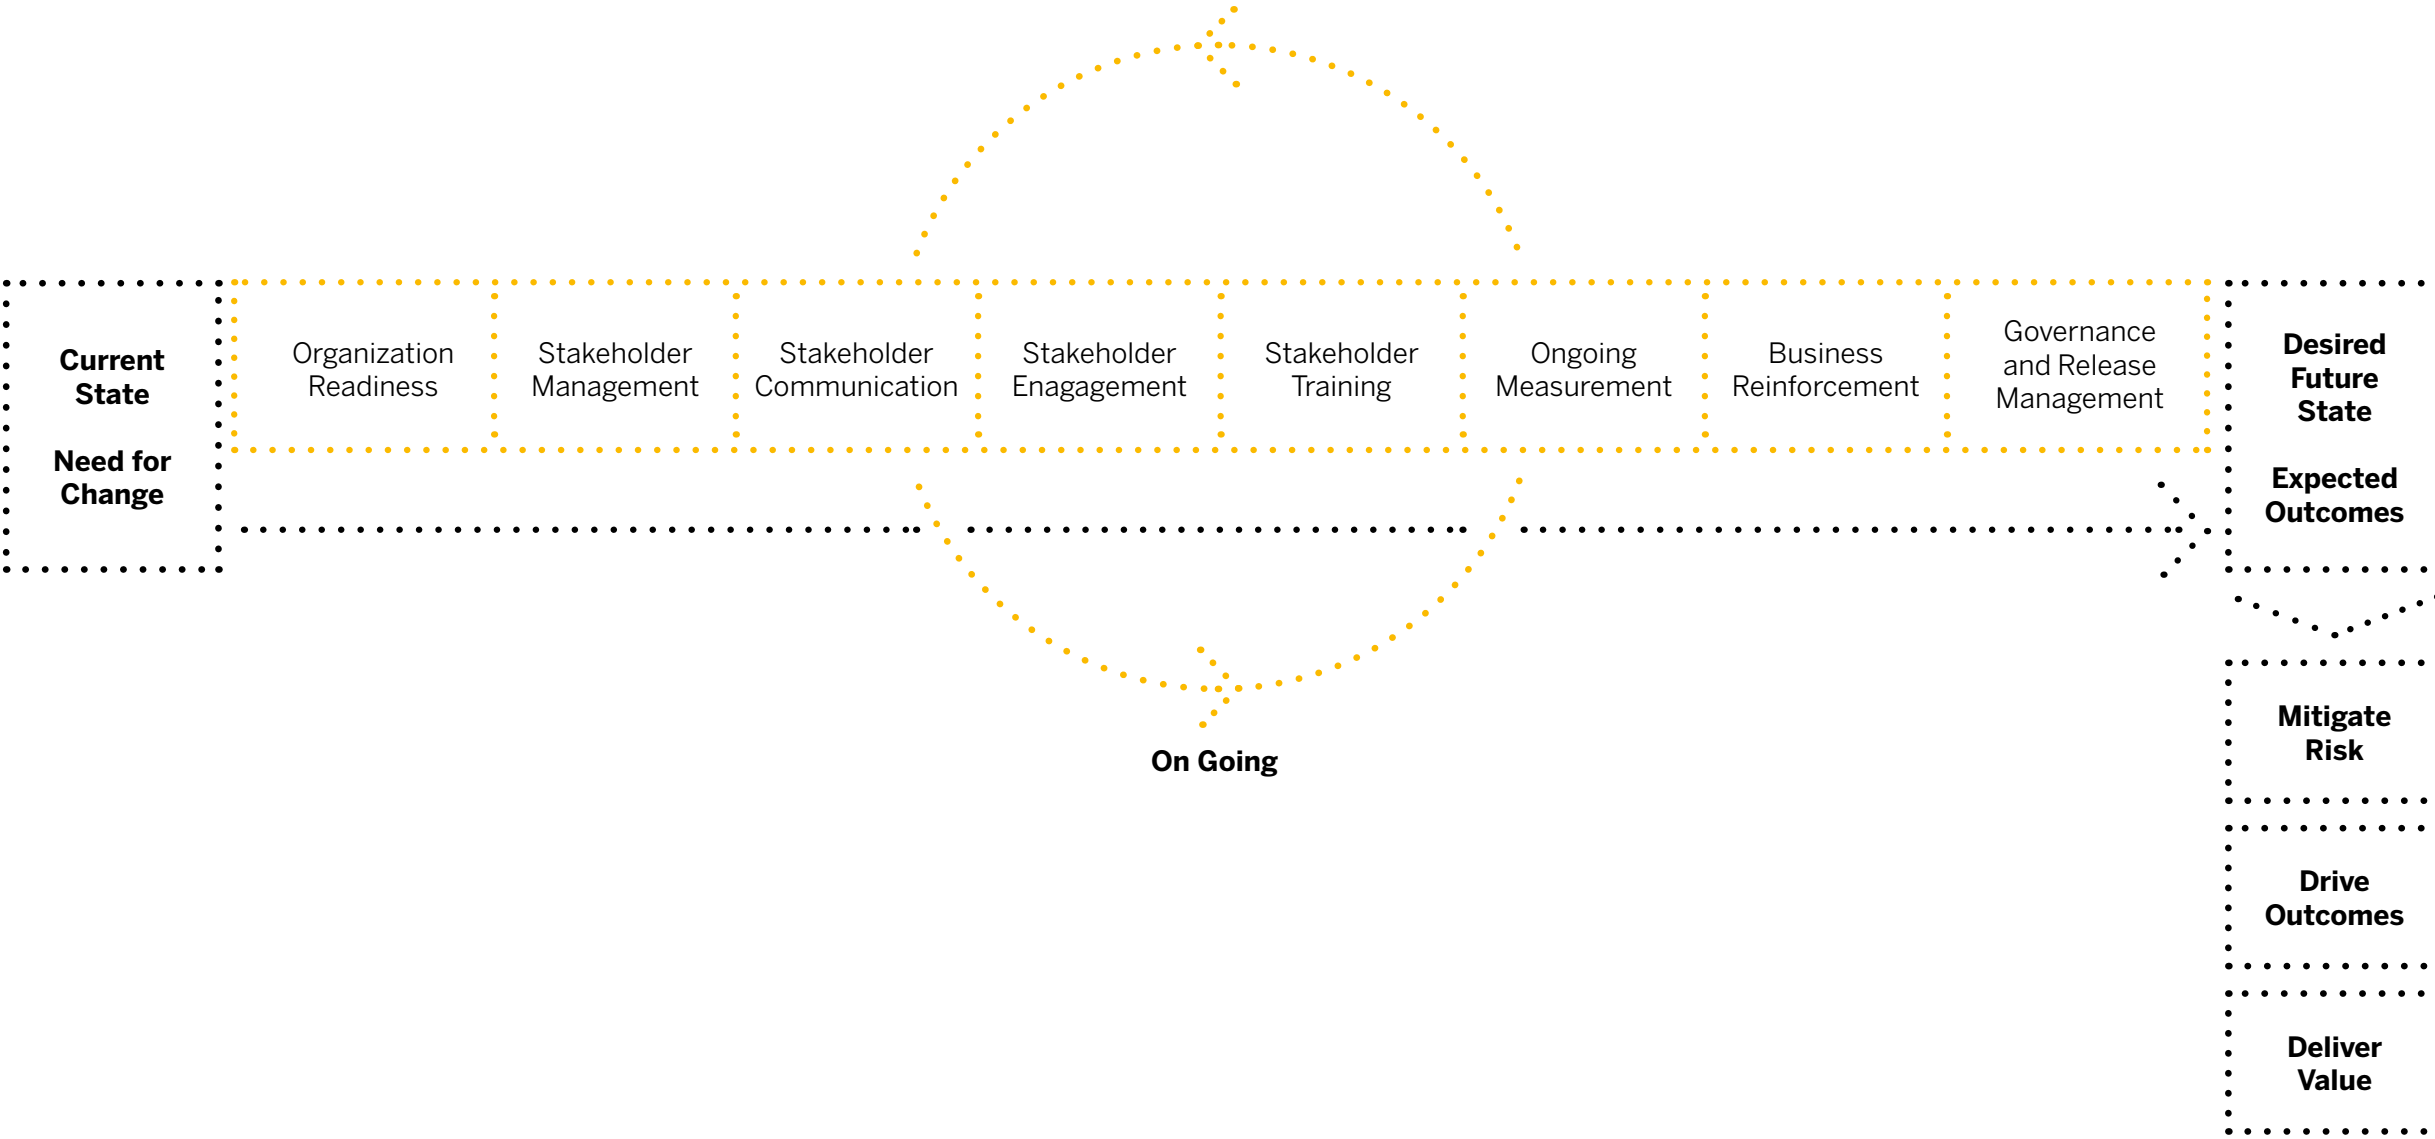 Current
State
Need for
Change
Organization
Readiness
Stakeholder
Management
Stakeholder
Communication
Stakeholder
Enagagement
Stakeholder
Training
Ongoing
Measurement
Business
Reinforcement
Governance
and Release
Management
Desired
Future
State
Expected
Outcomes
On Going
Mitigate
Risk
Drive
Outcomes
Deliver
Value